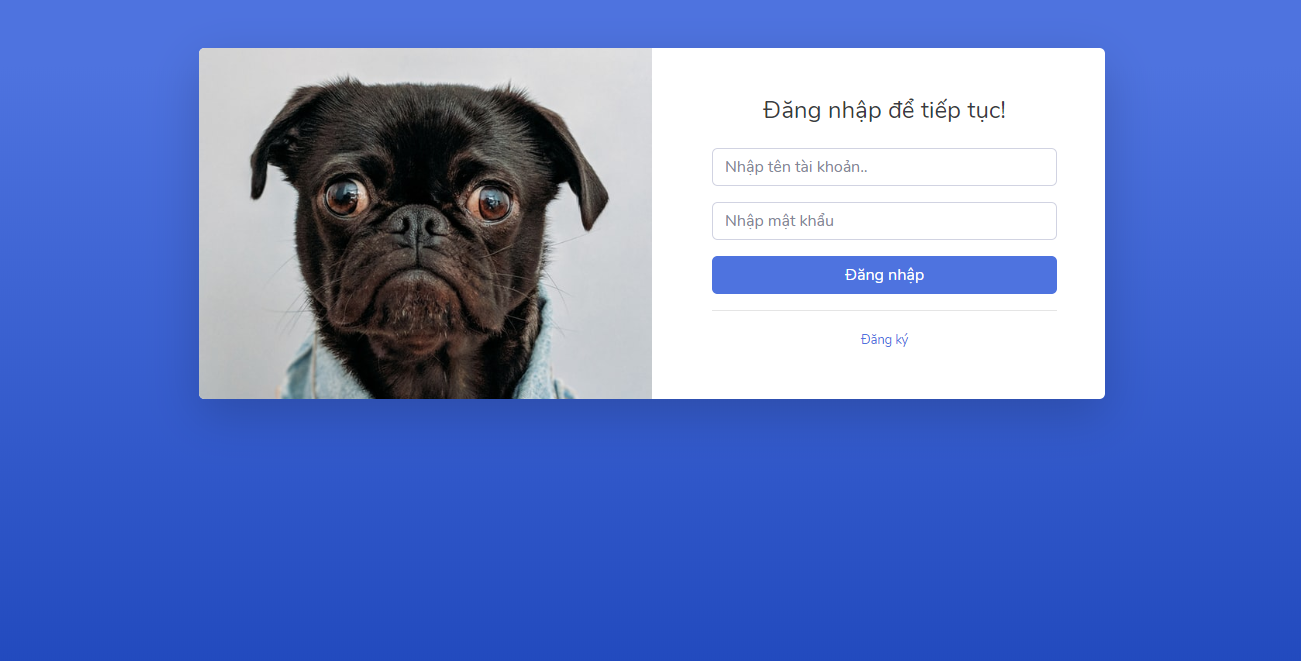 Đăng nhập để tiếp tục!
Nhập tên tài khoản..
Nhập mật khẩu
Đăng nhập
Đăng ký